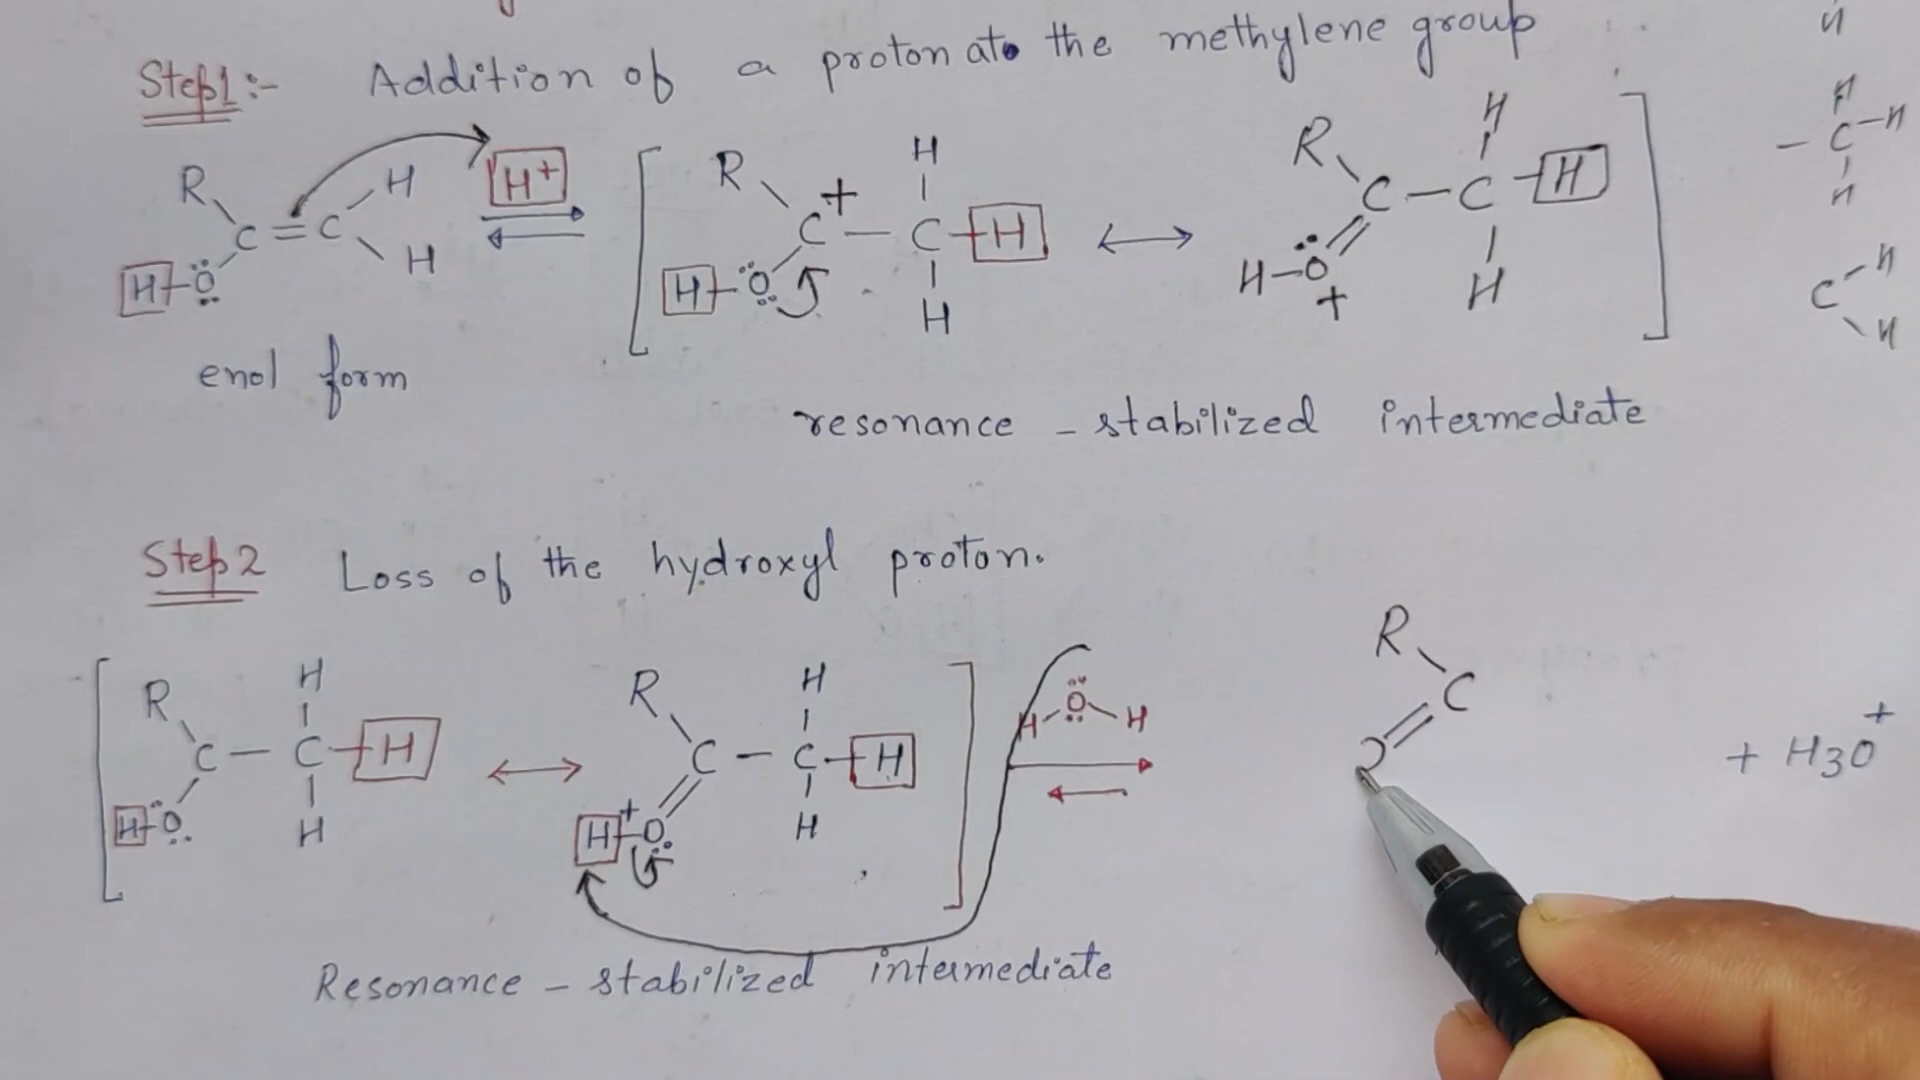 Step1:- Addition of a proton ato the methylene group
R H H+ R + H R H
C = C C — C — H C — C — H
H — O H H — O H H — O + H
enol form
resonance - stabilized intermediate
Step2 Loss of the hydroxyl proton.
R H R H H — O — H R
C — C — H C — C — H C
H — O H H — O + H O + H3O+
Resonance - stabilized intermediate